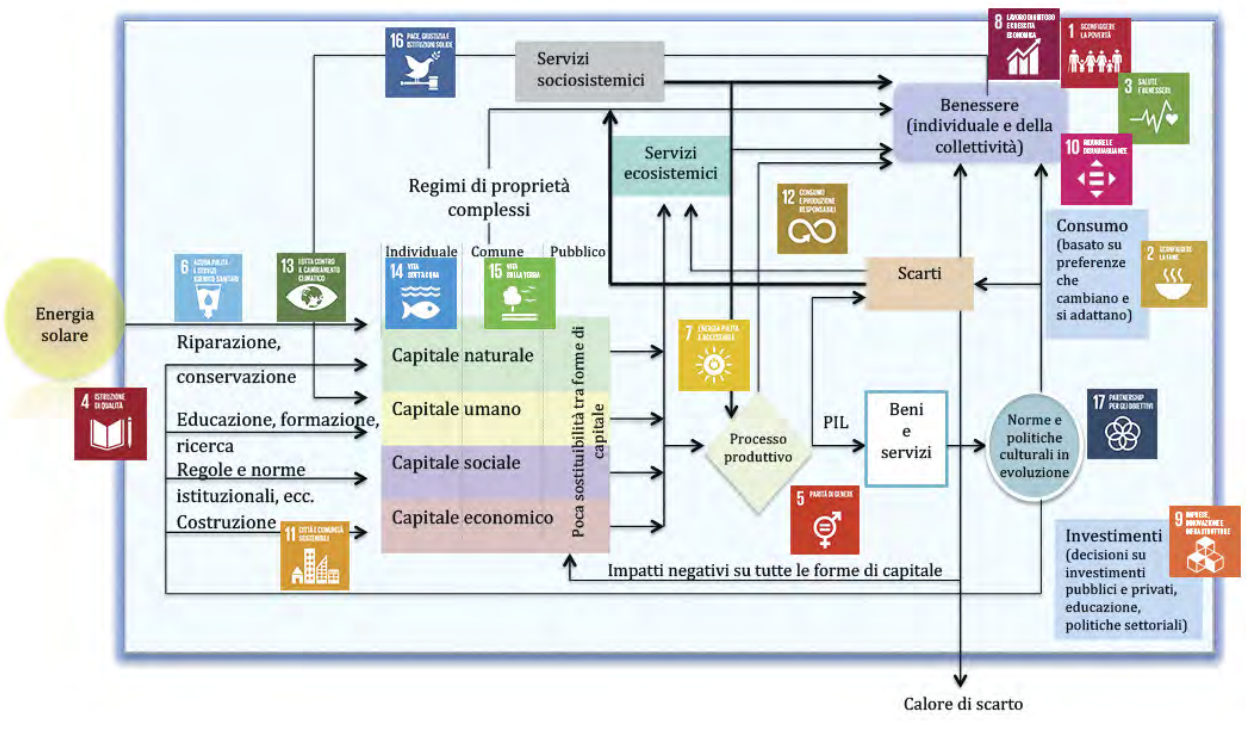 16 PACE, GIUSTIZIA E
ISTITUZIONI SOLIDE
Servizi
sociosistemici
8 LAVORO DIGNITOSO
E CRESCITA
ECONOMICA
1 SCONFIGGERE
LA POVERTÀ
3 SALUTE
E BENESSERE
Benessere
(individuale e della
collettività)
10 RIDURRE LE
DISUGUAGLIANZE
Servizi
ecosistemici
Regimi di proprietà
complessi
12 CONSUMO
E PRODUZIONE
RESPONSABILI
Consumo
(basato su
preferenze
che
cambiano e
si adattano)
2 SCONFIGGERE
LA FAME
Individuale
Comune
Pubblico
6 ACQUA PULITA
E SERVIZI
IGIENICO-SANITARI
13 LOTTA CONTRO
IL CAMBIAMENTO
CLIMATICO
14 VITA
SOTT'ACQUA
15 VITA
SULLA TERRA
Scarti
Energia
solare
7 ENERGIA PULITA
E ACCESSIBILE
Riparazione,
conservazione
Educazione, formazione,
ricerca
Regole e norme
istituzionali, ecc.
Costruzione
4 ISTRUZIONE
DI QUALITÀ
Capitale naturale
Capitale umano
Capitale sociale
Capitale economico
Poca sostituibilità tra forme di
capitale
Processo
produttivo
PIL
Beni
e
servizi
Norme e
politiche
culturali in
evoluzione
17 PARTNERSHIP
PER GLI OBIETTIVI
5 PARITÀ DI GENERE
11 CITTÀ E COMUNITÀ
SOSTENIBILI
9 IMPRESE,
INNOVAZIONE E
INFRASTRUTTURE
Investimenti
(decisioni su
investimenti
pubblici e privati,
educazione,
politiche settoriali)
Impatti negativi su tutte le forme di capitale
Calore di scarto